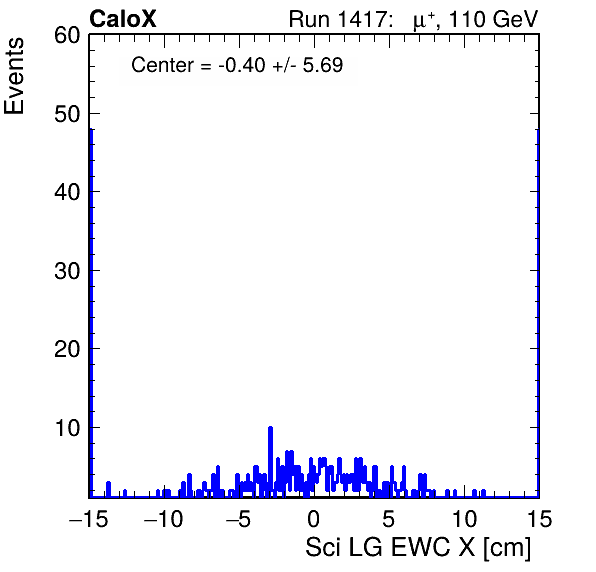 CaloX Run 1417: μ⁺, 110 GeV
Center = -0.40 +/- 5.69
Events
60
50
40
30
20
10
−15 −10 −5 0 5 10 15
Sci LG EWC X [cm]